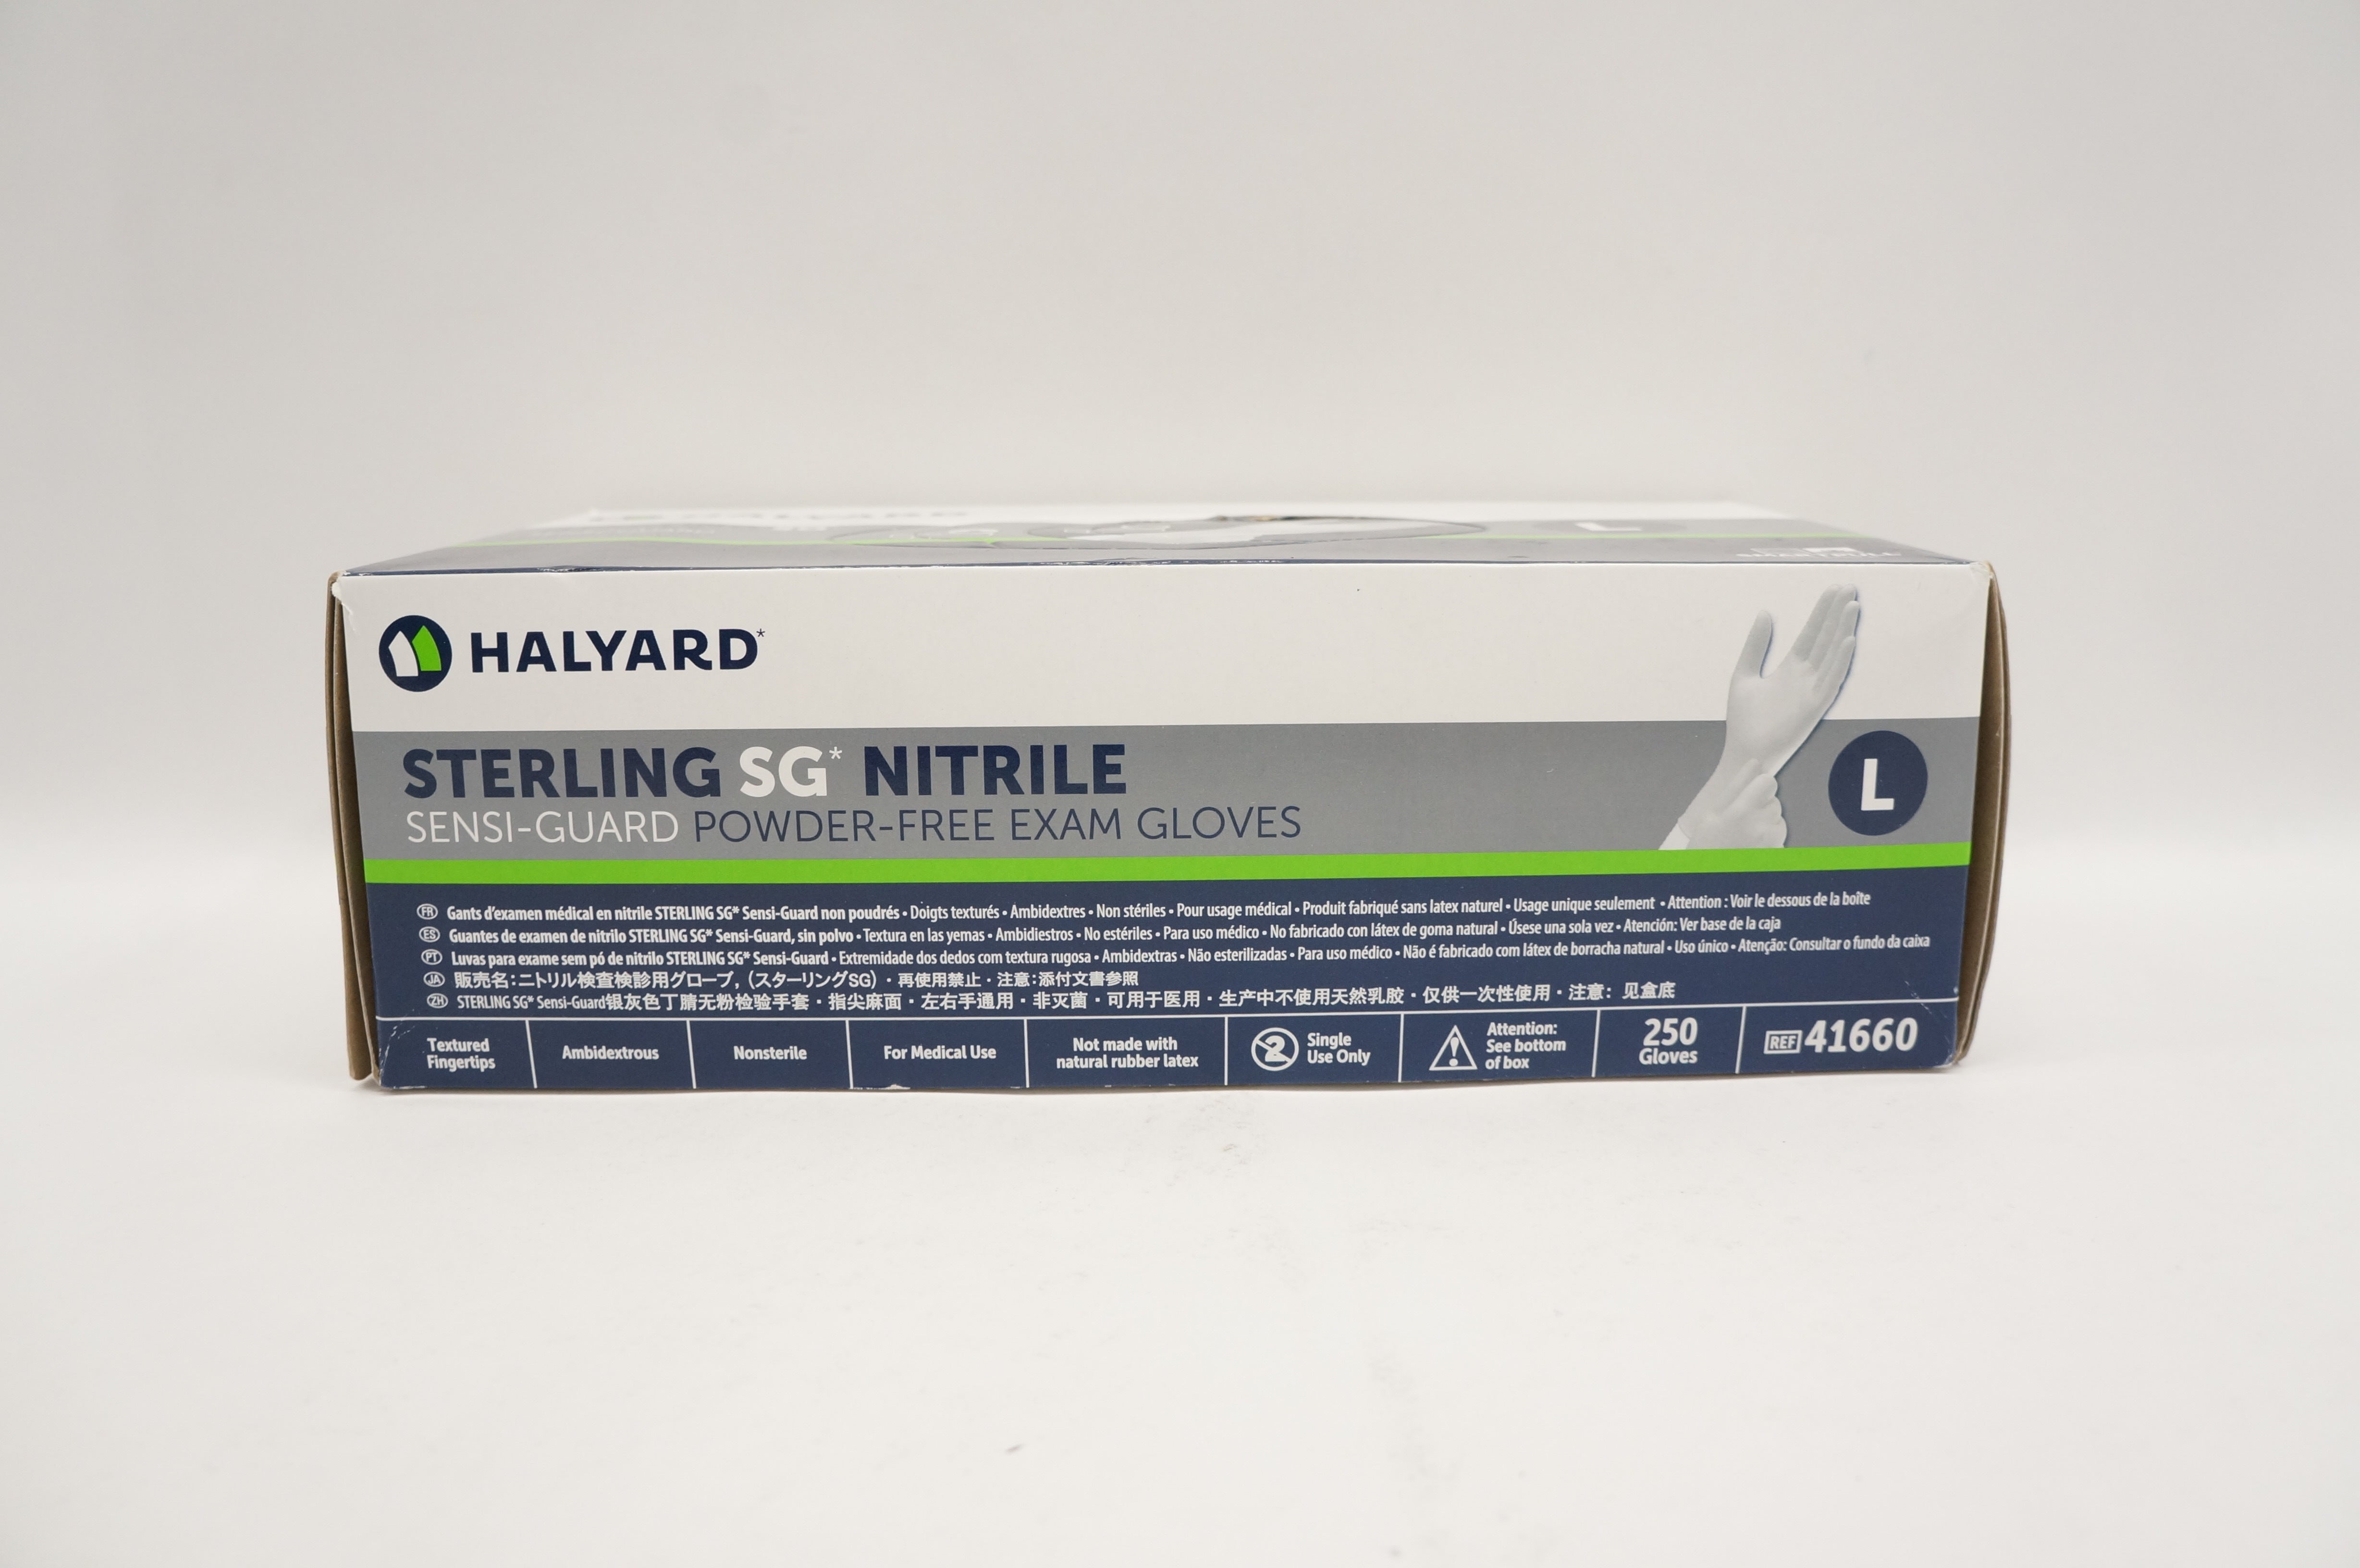 L
HALYARD*
STERLING SG* NITRILE
SENSI-GUARD POWDER-FREE EXAM GLOVES
L
FR Gants d'examen médical en nitrile STERLING SG* Sensi-Guard non poudrés • Doigts texturés • Ambidextres • Non stériles • Pour usage médical • Produit fabriqué sans latex naturel • Usage unique seulement • Attention : Voir le dessous de la boîte
ES Guantes de examen de nitrilo STERLING SG* Sensi-Guard, sin polvo • Textura en las yemas • Ambidiestros • No estériles • Para uso médico • No fabricado con látex de goma natural • Úsese una sola vez • Atención: Ver base de la caja
PT Luvas para exame sem pó de nitrilo STERLING SG* Sensi-Guard • Extremidade dos dedos com textura rugosa • Ambidextras • Não esterilizadas • Para uso médico • Não é fabricado com látex de borracha natural • Uso único • Atenção: Consultar o fundo da caixa
JA 販売名:ニトリル検査検診用グローブ, (スターリングSG) ・再使用禁止・注意:添付文書参照
ZH STERLING SG* Sensi-Guard银灰色丁腈无粉检验手套・指尖麻面・左右手通用・非灭菌・可用于医用・生产中不使用天然乳胶・仅供一次性使用・注意: 见盒底
Textured
Fingertips
Ambidextrous
Nonsterile
For Medical Use
Not made with
natural rubber latex
2 Single
Use Only
Attention:
See bottom
of box
250
Gloves
REF 41660